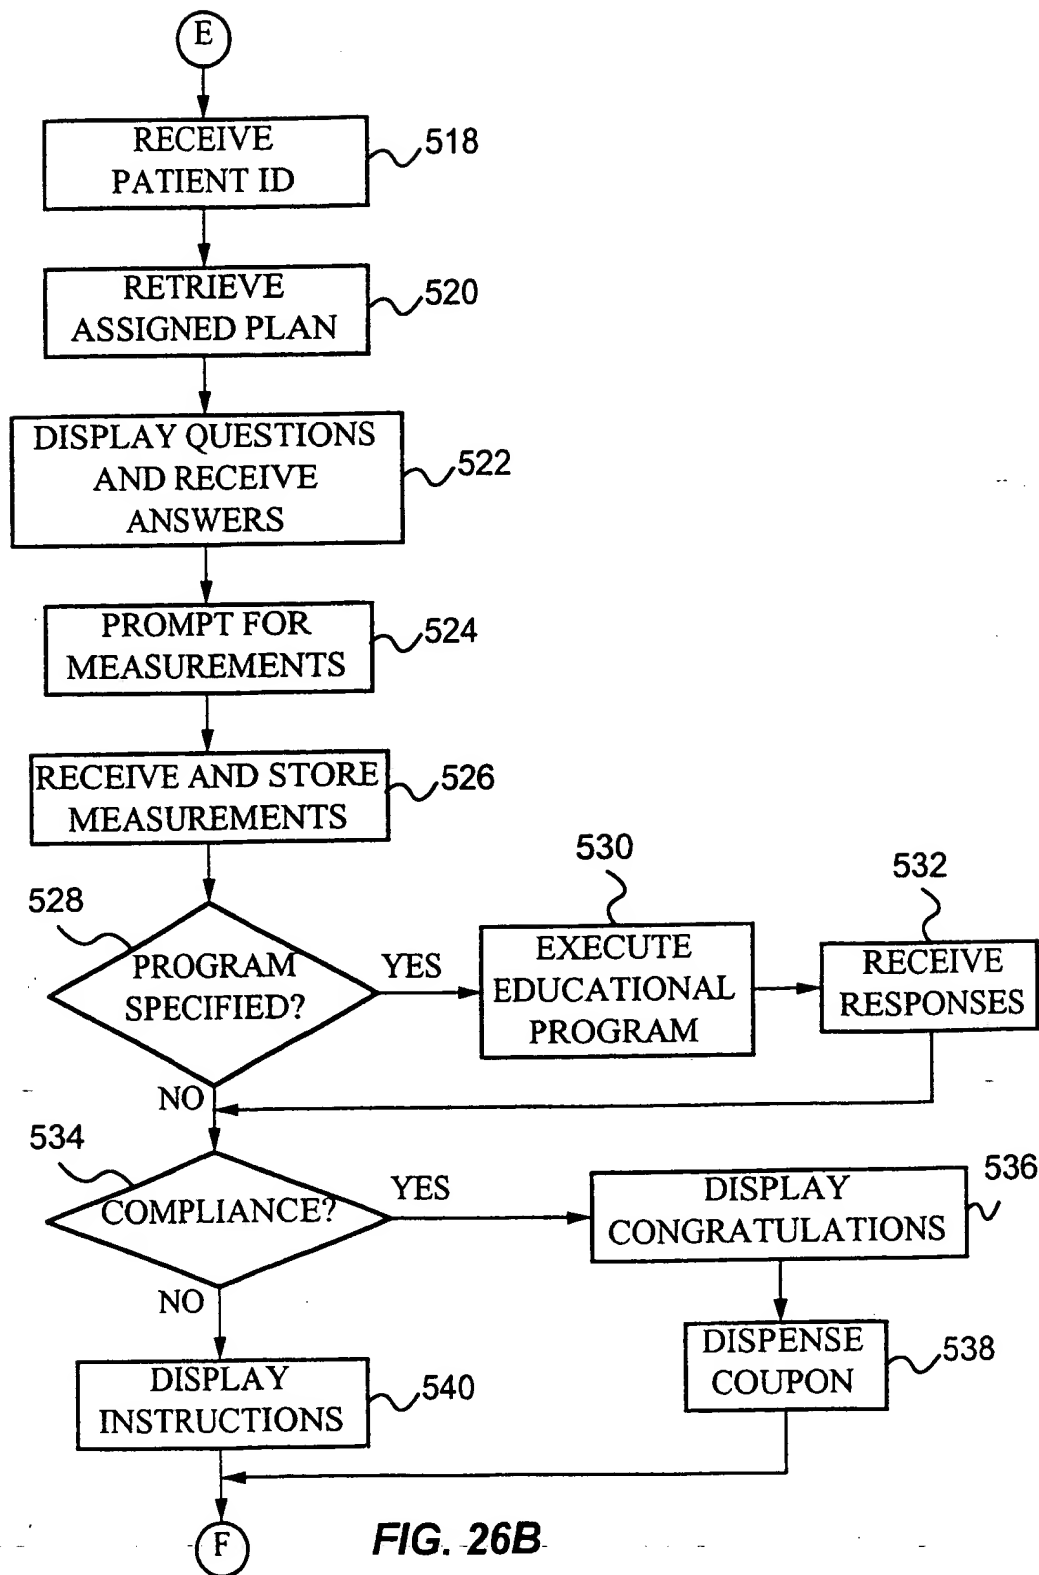 E
RECEIVE
PATIENT ID
518
RETRIEVE
ASSIGNED PLAN
520
DISPLAY QUESTIONS
AND RECEIVE
ANSWERS
522
PROMPT FOR
MEASUREMENTS
524
RECEIVE AND STORE
MEASUREMENTS
526
528
PROGRAM
SPECIFIED?
YES
530
EXECUTE
EDUCATIONAL
PROGRAM
532
RECEIVE
RESPONSES
NO
534
COMPLIANCE?
YES
DISPLAY
CONGRATULATIONS
536
NO
DISPENSE
COUPON
538
DISPLAY
INSTRUCTIONS
540
F
FIG. 26B